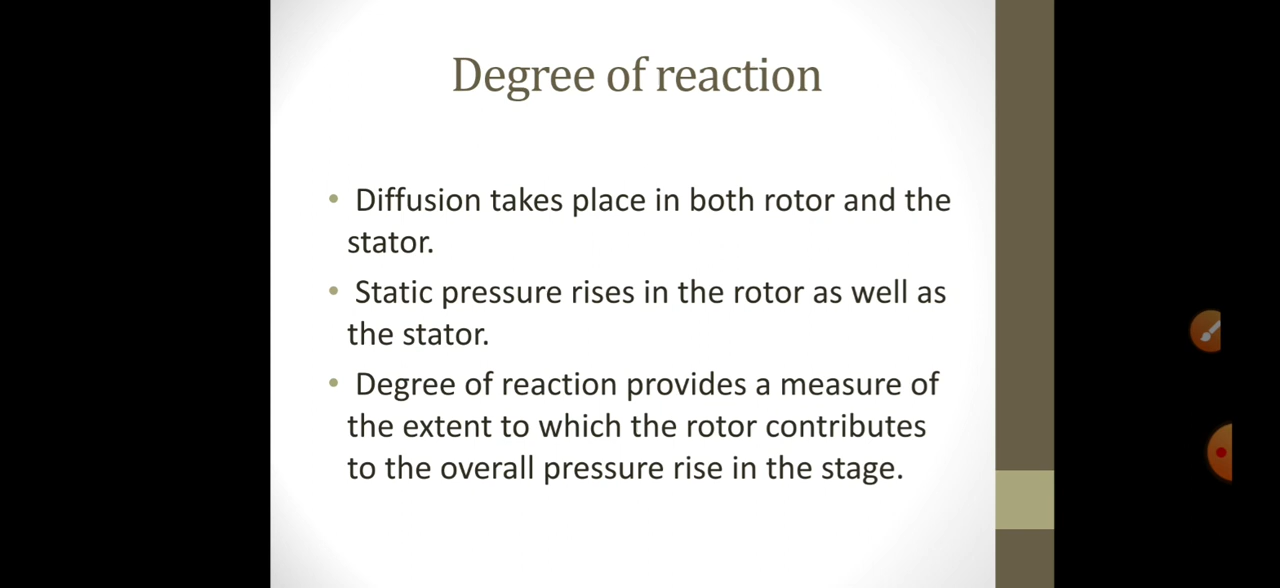 Degree of reaction
• Diffusion takes place in both rotor and the
stator.
• Static pressure rises in the rotor as well as
the stator.
• Degree of reaction provides a measure of
the extent to which the rotor contributes
to the overall pressure rise in the stage.